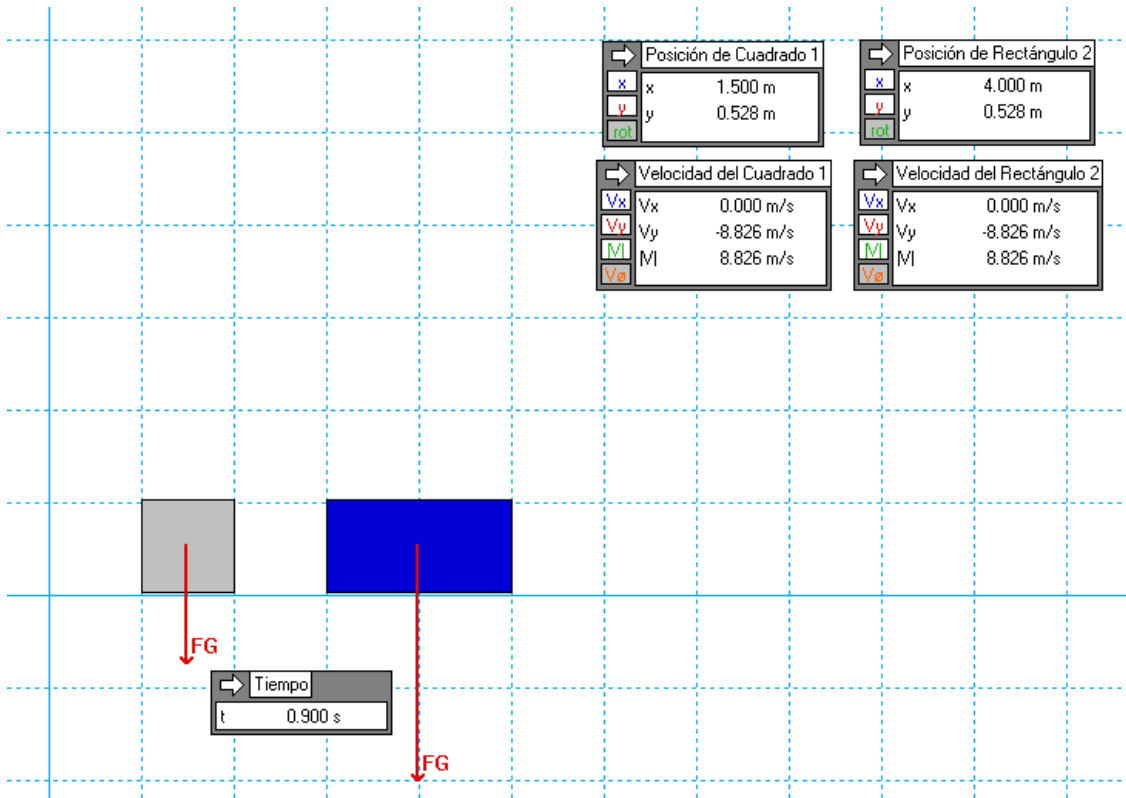 Posición de Cuadrado 1
x
y
rot
x 1.500 m
y 0.528 m
Posición de Rectángulo 2
x
y
rot
x 4.000 m
y 0.528 m
Velocidad del Cuadrado 1
Vx
Vy
|V|
Vø
Vx 0.000 m/s
Vy -8.826 m/s
|V| 8.826 m/s
Velocidad del Rectángulo 2
Vx
Vy
|V|
Vø
Vx 0.000 m/s
Vy -8.826 m/s
|V| 8.826 m/s
FG
Tiempo
t 0.900 s
FG